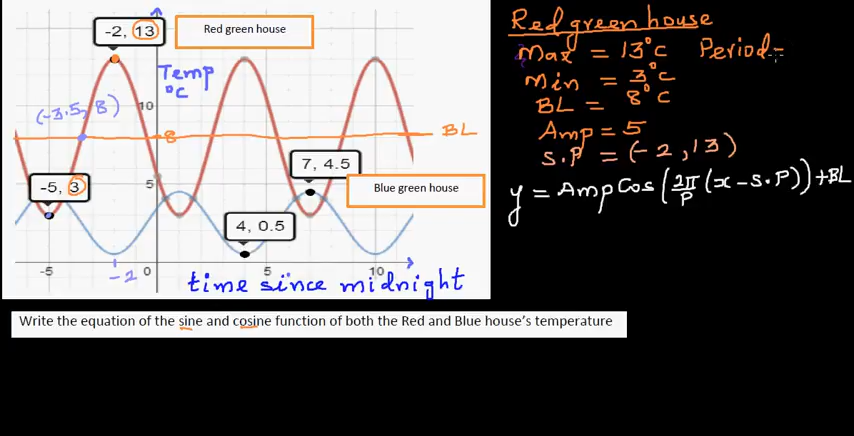 Red green house
-2, 13
Red green house
Max = 13°C Period=
Temp
°C
Min = 3°C
BL = 8°C
(-3.5, 8)
10
8
BL
Amp = 5
S.P = (-2, 13)
7, 4.5
-5, 3
5
Blue green house
y = Amp Cos (2π/P (x - S.P)) + BL
4, 0.5
-5
-2
0
5
10
time since midnight
Write the equation of the sine and cosine function of both the Red and Blue house's temperature